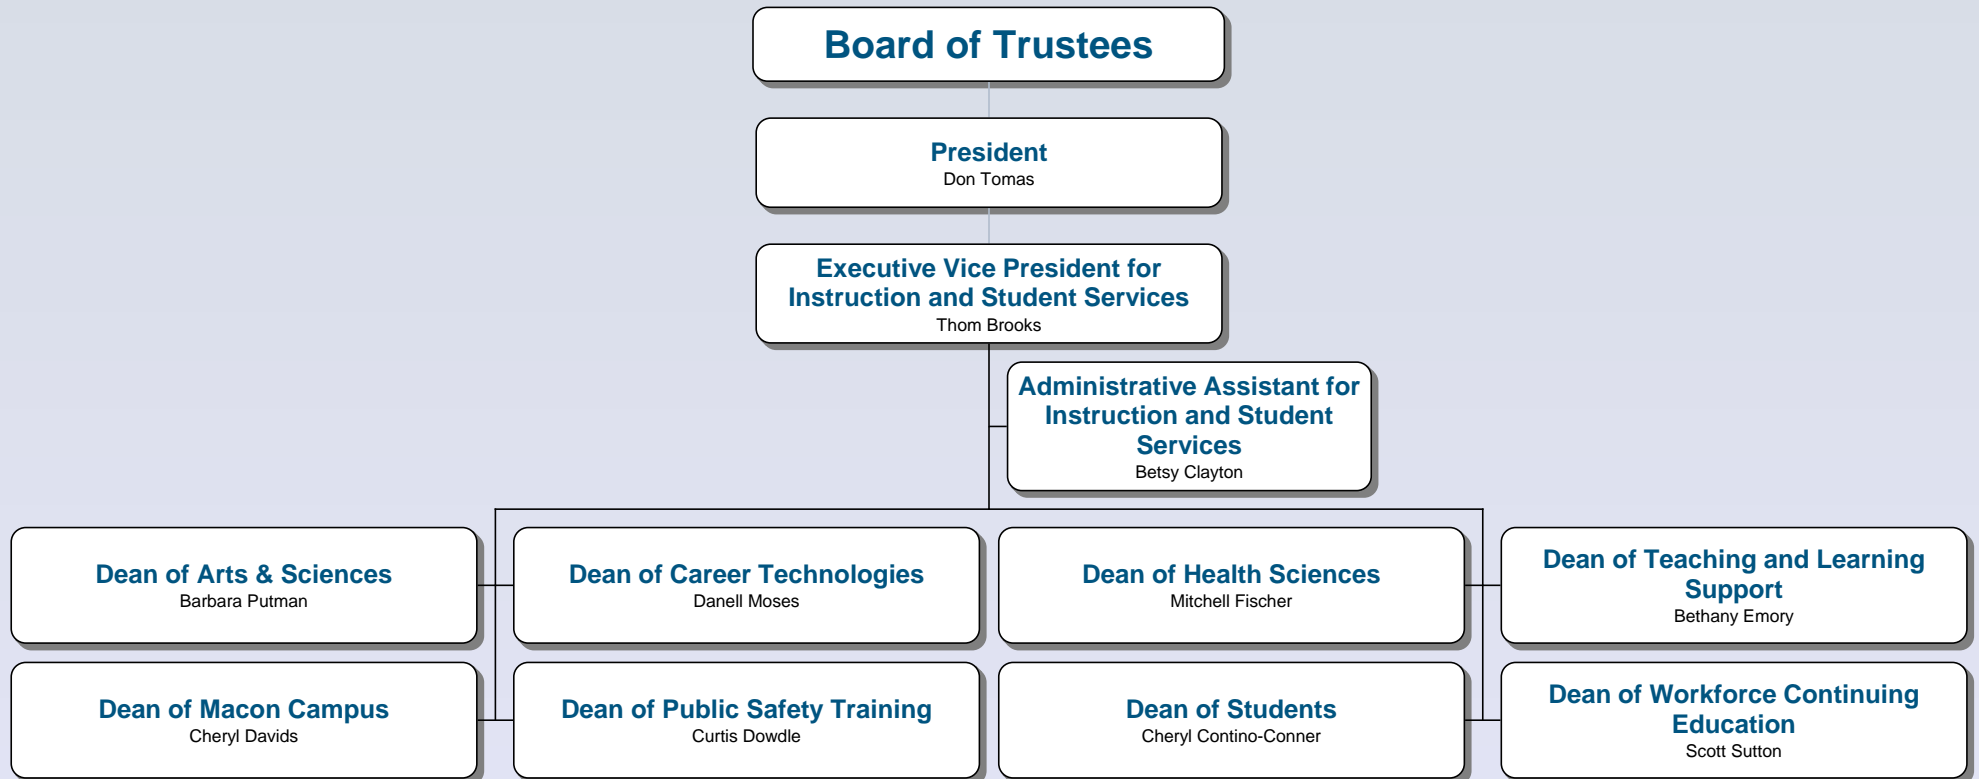 Board of Trustees
President
Don Tomas
Executive Vice President for
Instruction and Student Services
Thom Brooks
Administrative Assistant for
Instruction and Student
Services
Betsy Clayton
Dean of Arts & Sciences
Barbara Putman
Dean of Career Technologies
Danell Moses
Dean of Health Sciences
Mitchell Fischer
Dean of Teaching and Learning
Support
Bethany Emory
Dean of Macon Campus
Cheryl Davids
Dean of Public Safety Training
Curtis Dowdle
Dean of Students
Cheryl Contino-Conner
Dean of Workforce Continuing
Education
Scott Sutton